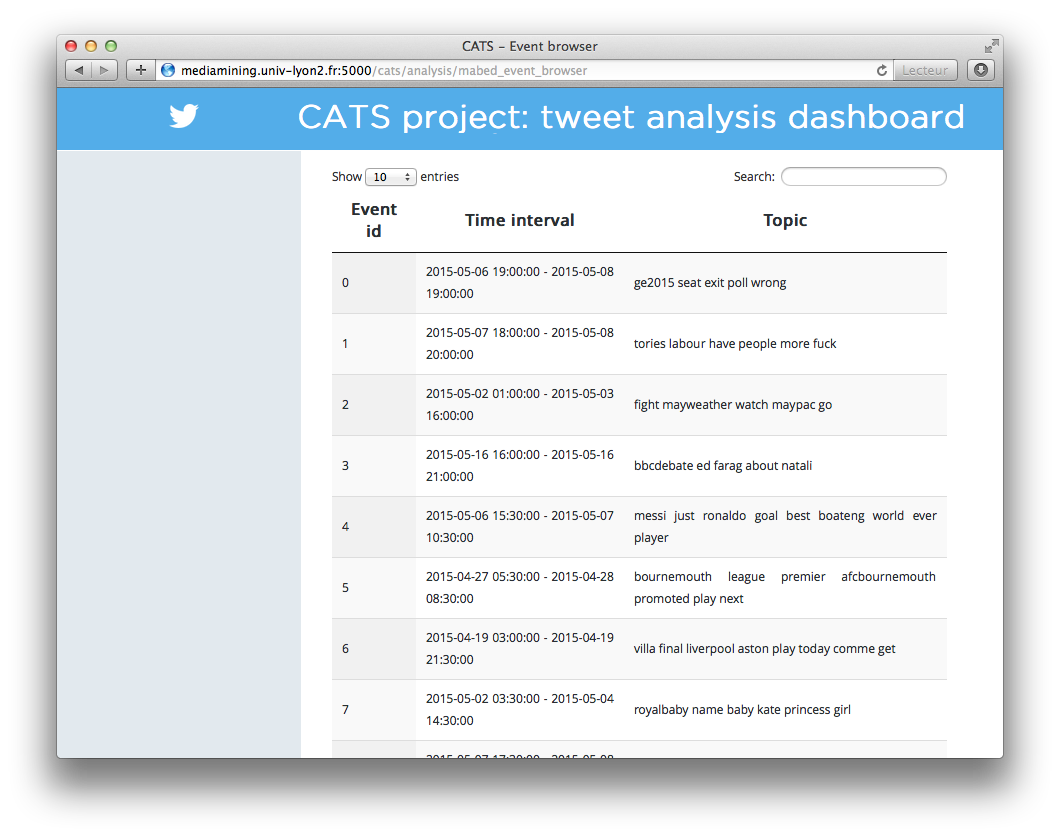 CATS – Event browser
mediamining.univ-lyon2.fr:5000/cats/analysis/mabed_event_browser
Lecteur
CATS project: tweet analysis dashboard
Show 10 entries
Search:
Event id
Time interval
Topic
0
2015-05-06 19:00:00 - 2015-05-08
19:00:00
ge2015 seat exit poll wrong
1
2015-05-07 18:00:00 - 2015-05-08
20:00:00
tories labour have people more fuck
2
2015-05-02 01:00:00 - 2015-05-03
16:00:00
fight mayweather watch maypac go
3
2015-05-16 16:00:00 - 2015-05-16
21:00:00
bbcdebate ed farag about natali
4
2015-05-06 15:30:00 - 2015-05-07
10:30:00
messi just ronaldo goal best boateng world ever
player
5
2015-04-27 05:30:00 - 2015-04-28
08:30:00
bournemouth league premier afcbournemouth
promoted play next
6
2015-04-19 03:00:00 - 2015-04-19
21:30:00
villa final liverpool aston play today comme get
7
2015-05-02 03:30:00 - 2015-05-04
14:30:00
royalbaby name baby kate princess girl